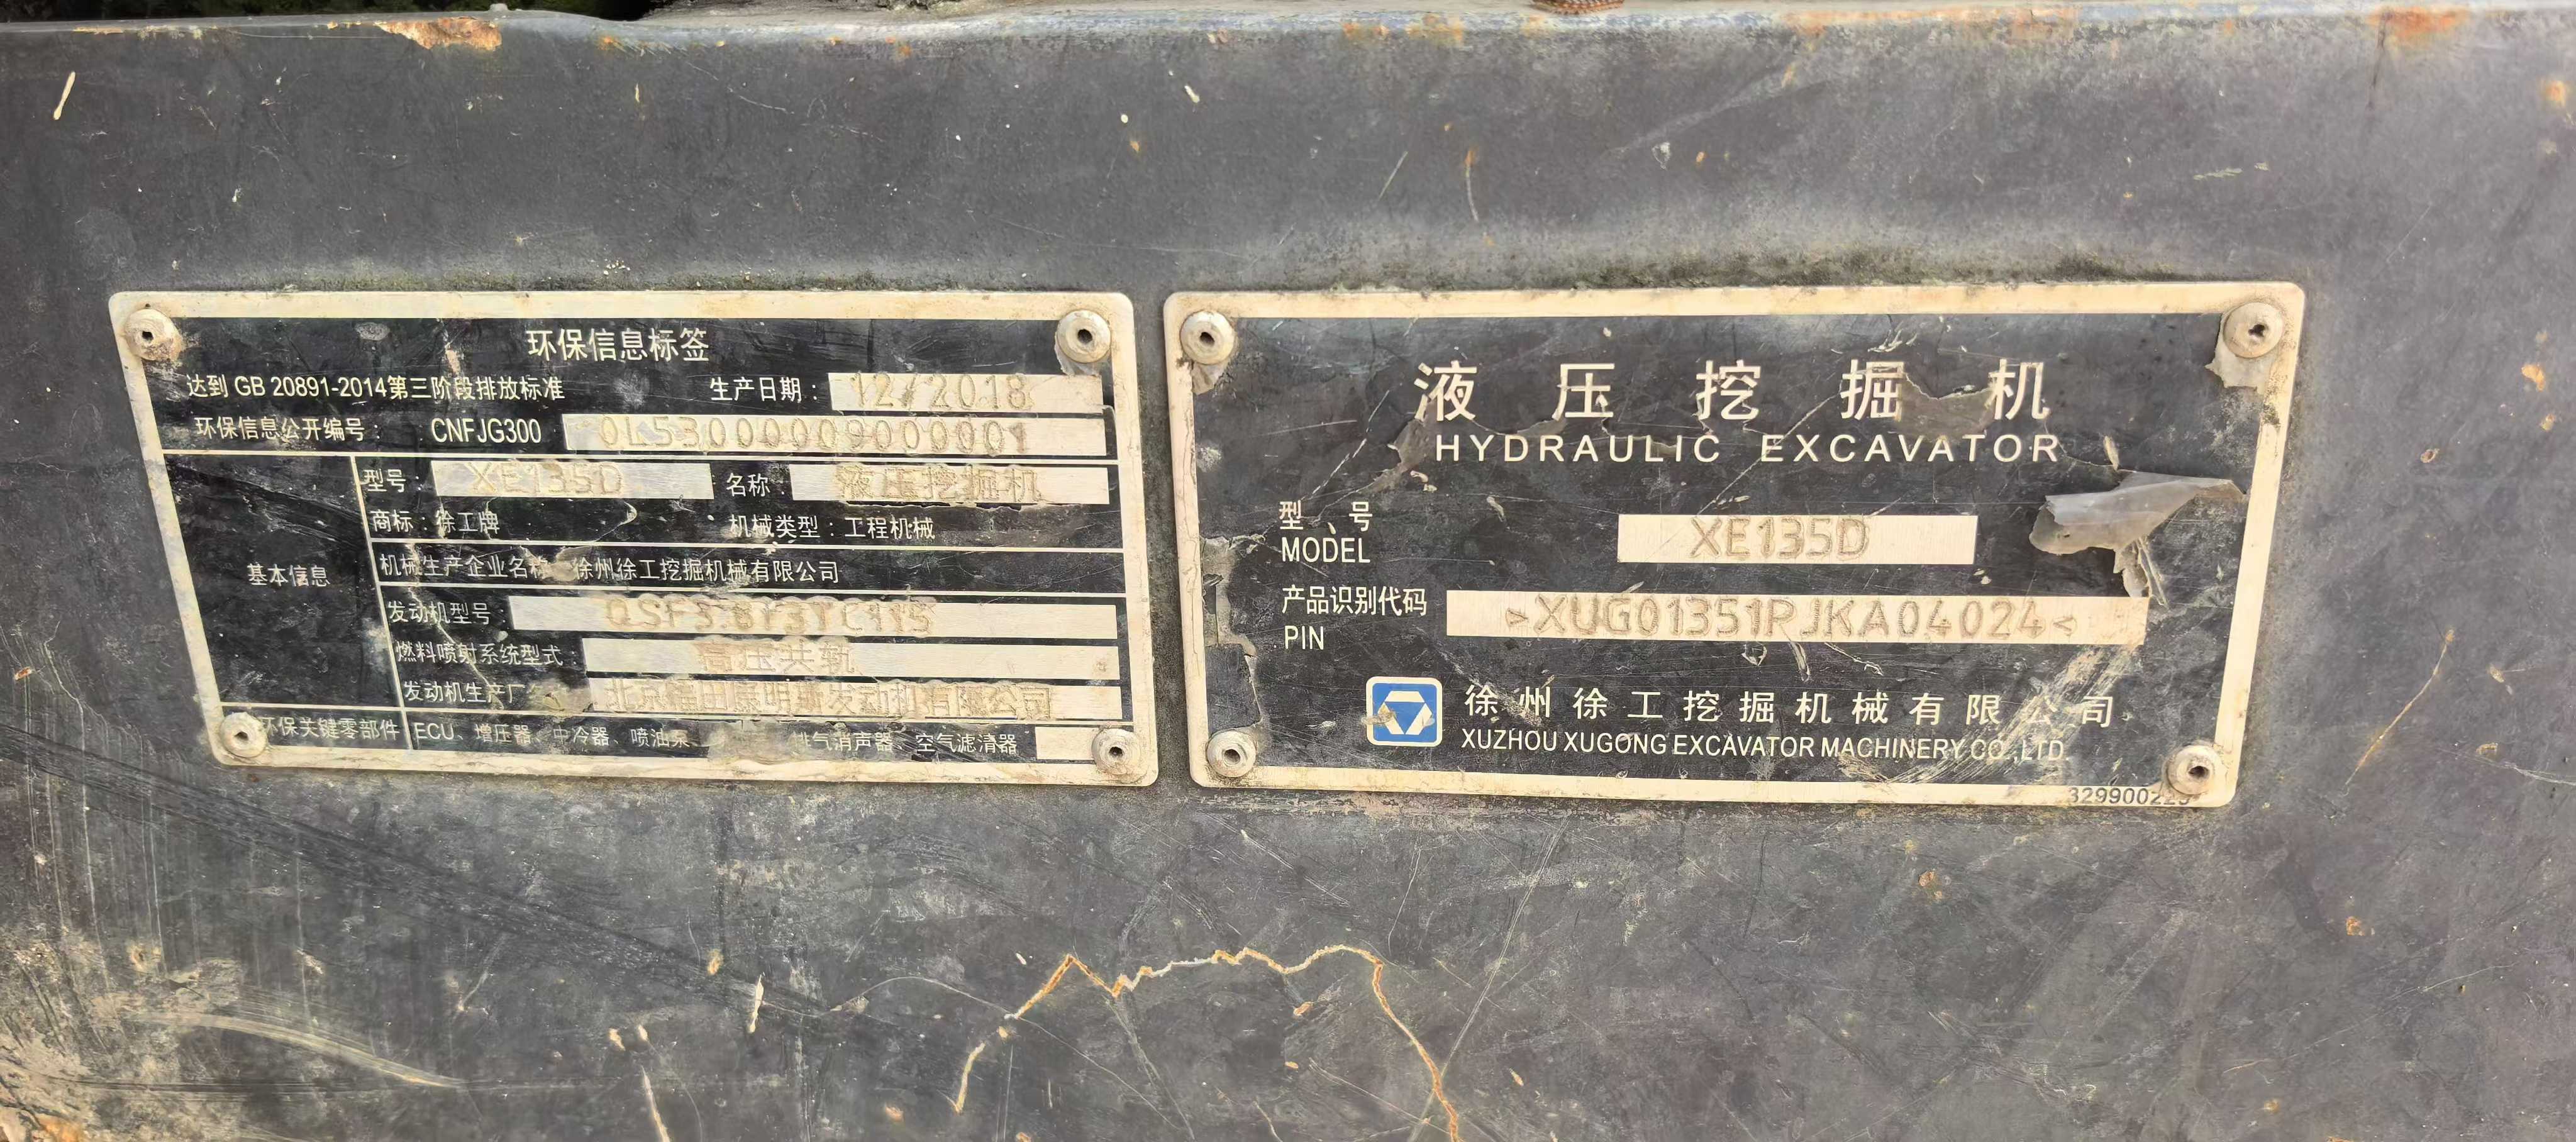 环保信息标签
达到 GB 20891-2014第三阶段排放标准 生产日期： 12/2018
环保信息公开编号： CNFJG300 0L53000009000001
基本信息
型号： XE135D 名称： 液压挖掘机
商标：徐工牌 机械类型：工程机械
机械生产企业名称 徐州徐工挖掘机械有限公司
发动机型号： QSF3.8T3TC115
燃料喷射系统型式： 高压共轨
发动机生产厂 北京福田康明斯发动机有限公司
环保关键零部件 ECU、增压器、中冷器、喷油泵、 排气消声器、空气滤清器
液压挖掘机
HYDRAULIC EXCAVATOR
型号 XE135D
MODEL
产品识别代码 >XUG01351PJKA04024<
PIN
徐州徐工挖掘机械有限公司
XUZHOU XUGONG EXCAVATOR MACHINERY CO.,LTD.